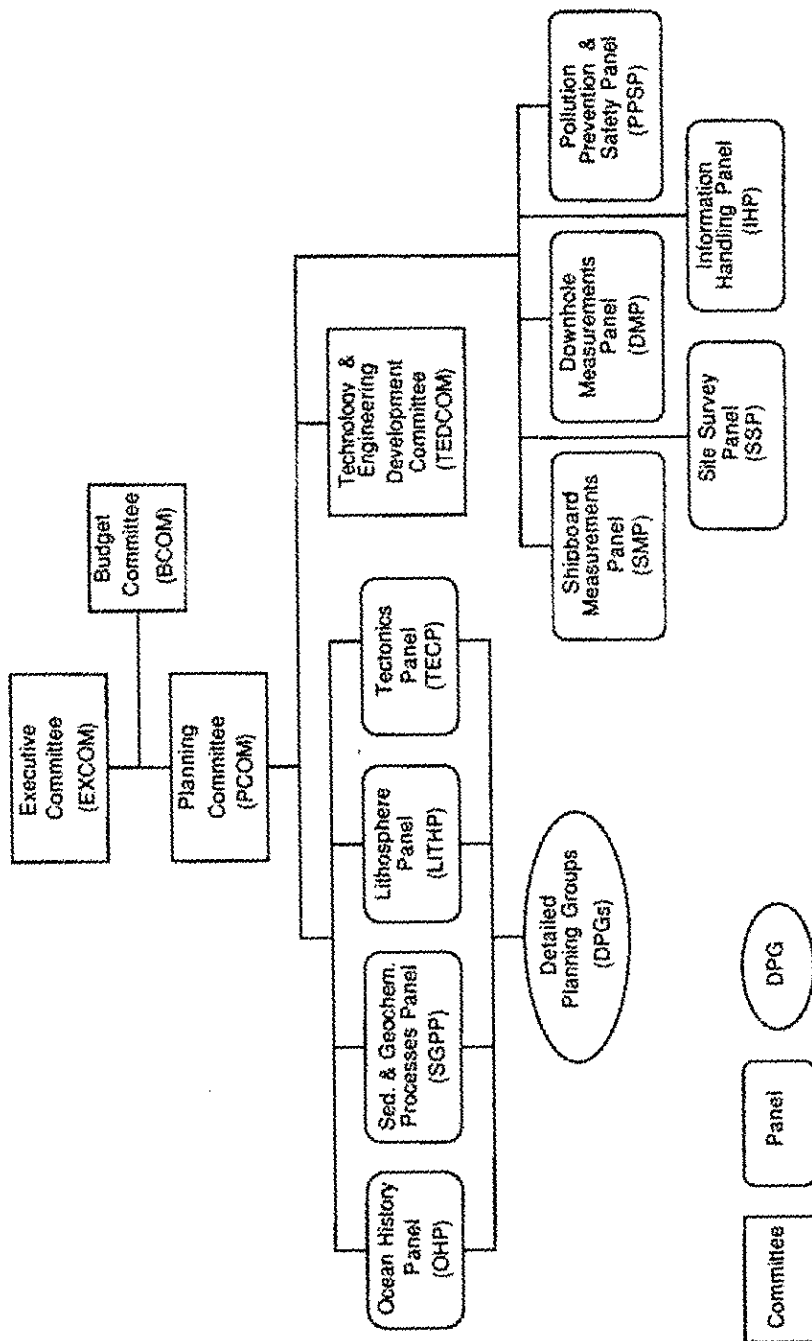 Executive
Committee
(EXCOM)
Budget
Committee
(BCOM)
Planning
Committee
(PCOM)
Technology &
Engineering
Development
Committee
(TEDCOM)
Ocean History
Panel
(OHP)
Sed. & Geochem.
Processes Panel
(SGPP)
Lithosphere
Panel
(LITHP)
Tectonics
Panel
(TECP)
Detailed
Planning Groups
(DPGs)
Shipboard
Measurements
Panel
(SMP)
Downhole
Measurements
Panel
(DMP)
Pollution
Prevention &
Safety Panel
(PPSP)
Site Survey
Panel
(SSP)
Information
Handling Panel
(IHP)
Committee
Panel
DPG